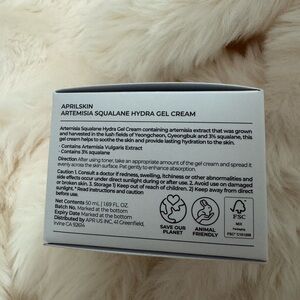 APRILSKIN
ARTEMISIA SQUALANE HYDRA GEL CREAM
Artemisia Squalane Hydra Gel Cream containing artemisia extract that was grown
and harvested in the lush fields of Yeongcheon, Gyeongbuk and 3% squalane, this
gel cream helps to soothe the skin and provide lasting hydration to the skin.
· Contains Artemisia Vulgaris Extract
· Contains 3% squalane
Direction After using toner, take an appropriate amount of the gel cream and spread it
evenly across the skin surface. Pat gently to enhance absorption.
Caution 1. Consult a doctor if redness, swelling, itchiness or other abnormalities and
side effects occur under direct sunlight during or after use. 2. Avoid use on damaged
or broken skin. 3. Storage 1) Keep out of reach of children. 2) Keep away from direct
sunlight. *Read instructions and caution
before use.
Net Content 50 mL / 1.69 FL. OZ.
Batch No. Marked at the bottom
Expiry Date Marked at the bottom
Distributed by APR US INC, 41 Greenfield,
Irvine CA 92614
SAVE OUR
PLANET
ANIMAL
FRIENDLY
FSC
MIX
Packaging